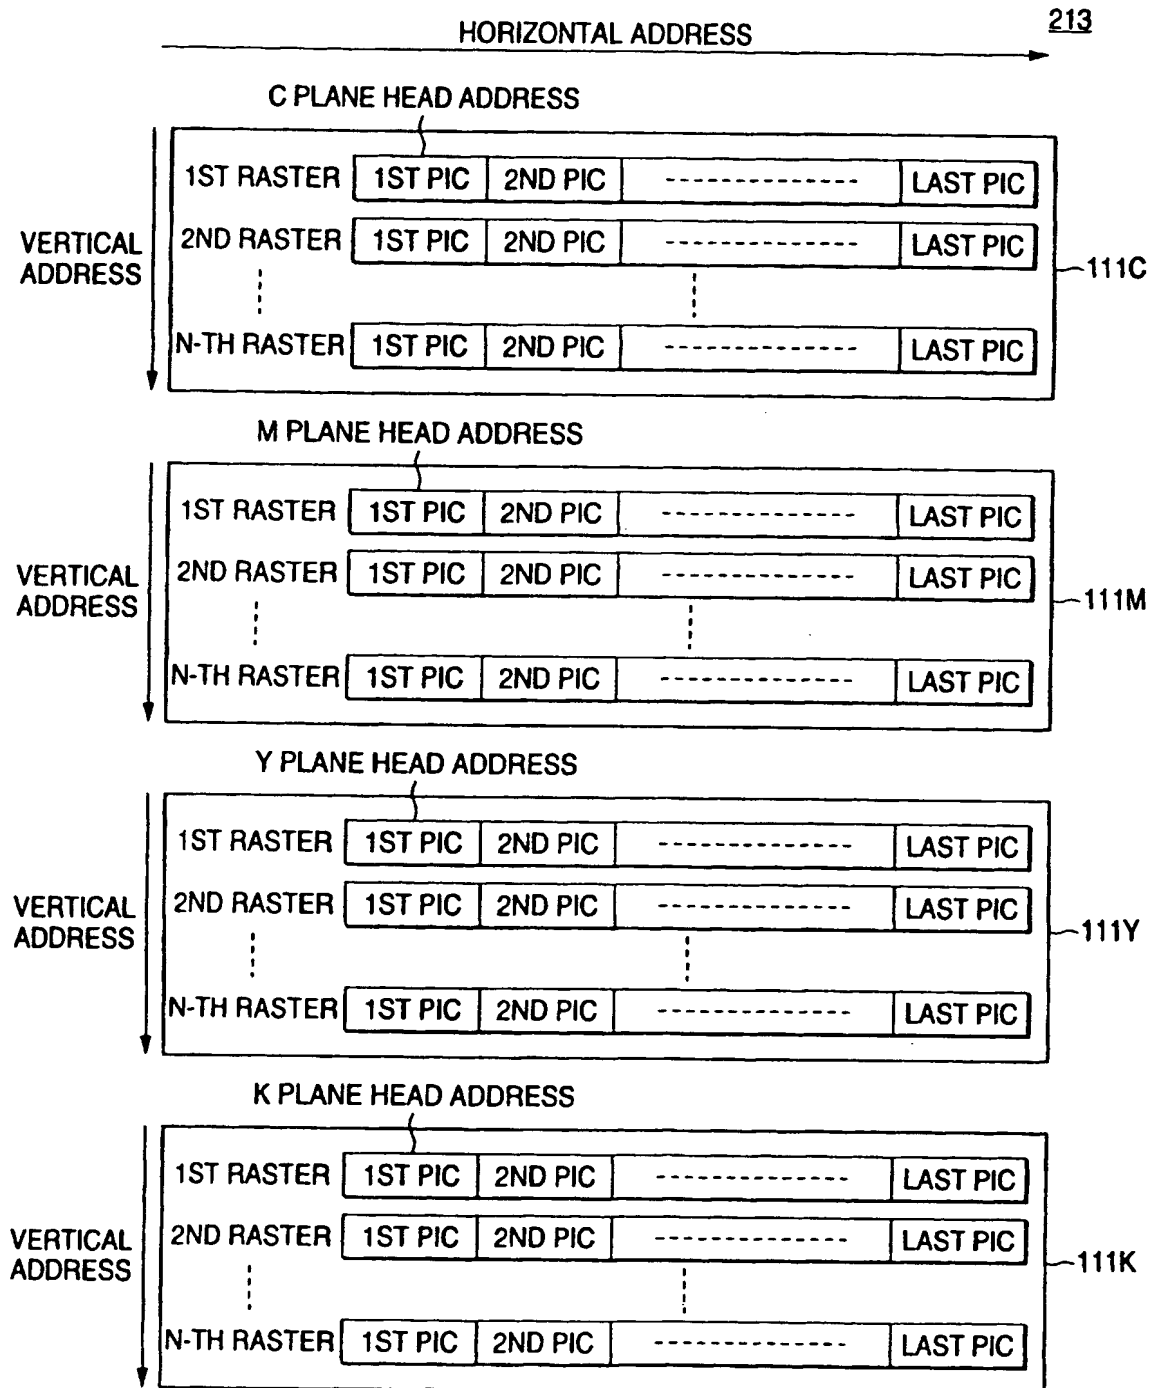 213
HORIZONTAL ADDRESS
C PLANE HEAD ADDRESS
1ST RASTER 1ST PIC 2ND PIC LAST PIC
VERTICAL ADDRESS
2ND RASTER 1ST PIC 2ND PIC LAST PIC
111C
N-TH RASTER 1ST PIC 2ND PIC LAST PIC
M PLANE HEAD ADDRESS
1ST RASTER 1ST PIC 2ND PIC LAST PIC
VERTICAL ADDRESS
2ND RASTER 1ST PIC 2ND PIC LAST PIC
111M
N-TH RASTER 1ST PIC 2ND PIC LAST PIC
Y PLANE HEAD ADDRESS
1ST RASTER 1ST PIC 2ND PIC LAST PIC
VERTICAL ADDRESS
2ND RASTER 1ST PIC 2ND PIC LAST PIC
111Y
N-TH RASTER 1ST PIC 2ND PIC LAST PIC
K PLANE HEAD ADDRESS
1ST RASTER 1ST PIC 2ND PIC LAST PIC
VERTICAL ADDRESS
2ND RASTER 1ST PIC 2ND PIC LAST PIC
111K
N-TH RASTER 1ST PIC 2ND PIC LAST PIC